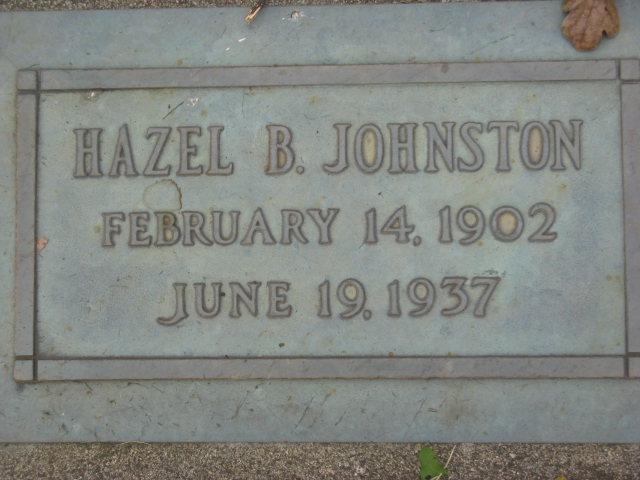 HAZEL B. JOHNSTON
FEBRUARY 14, 1902
JUNE 19, 1937